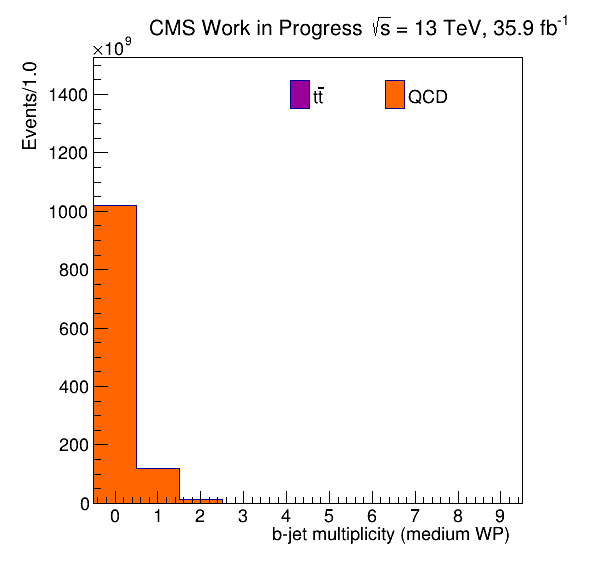 CMS Work in Progress √s = 13 TeV, 35.9 fb⁻¹
×10⁹
Events/1.0
tt̄
QCD
1400
1200
1000
800
600
400
200
0
0 1 2 3 4 5 6 7 8 9
b-jet multiplicity (medium WP)